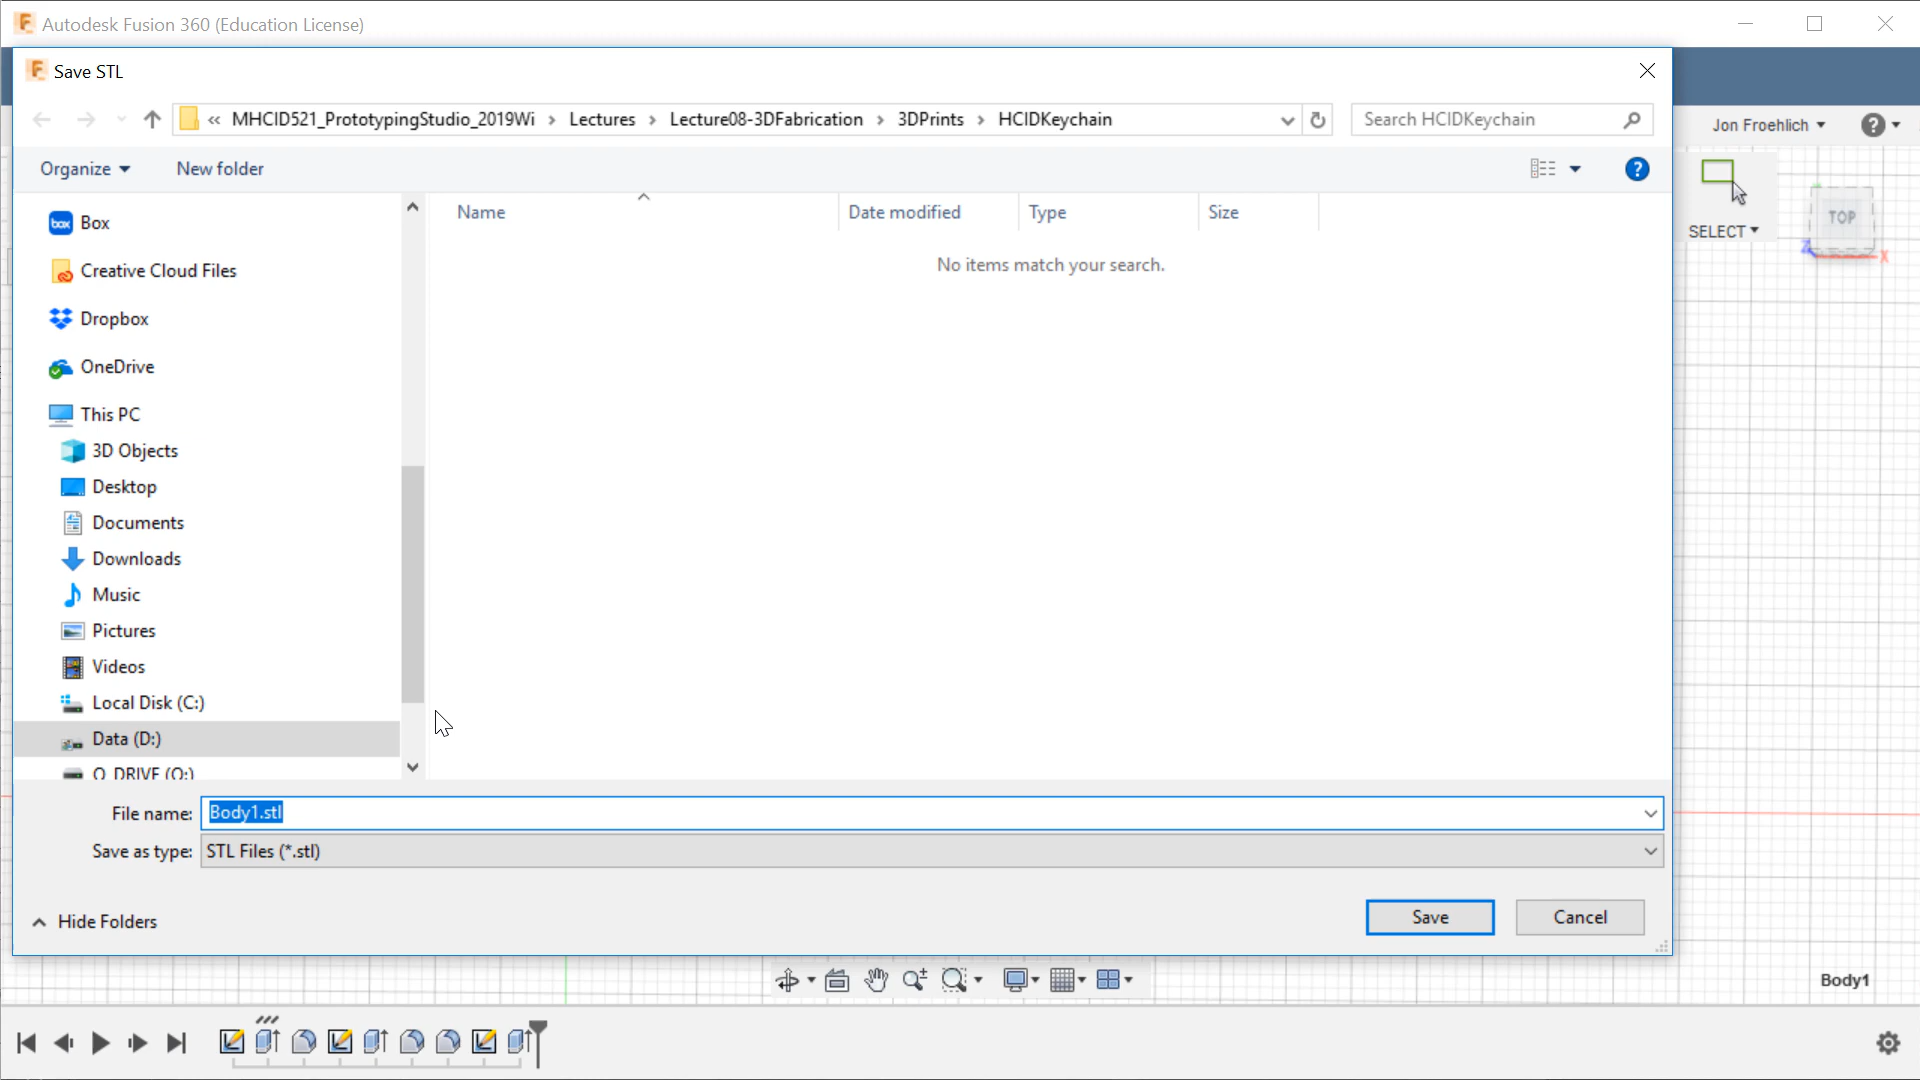 Autodesk Fusion 360 (Education License)
Save STL
« MHCID521_PrototypingStudio_2019Wi › Lectures › Lecture08-3DFabrication › 3DPrints › HCIDKeychain
Search HCIDKeychain
Jon Froehlich
Organize
New folder
SELECT
TOP
Z
X
Name
Date modified
Type
Size
No items match your search.
box
Box
Creative Cloud Files
Dropbox
OneDrive
This PC
3D Objects
Desktop
Documents
Downloads
Music
Pictures
Videos
Local Disk (C:)
Data (D:)
O_DRIVE (O:)
File name: Body1.stl
Save as type: STL Files (*.stl)
Hide Folders
Save
Cancel
Body1